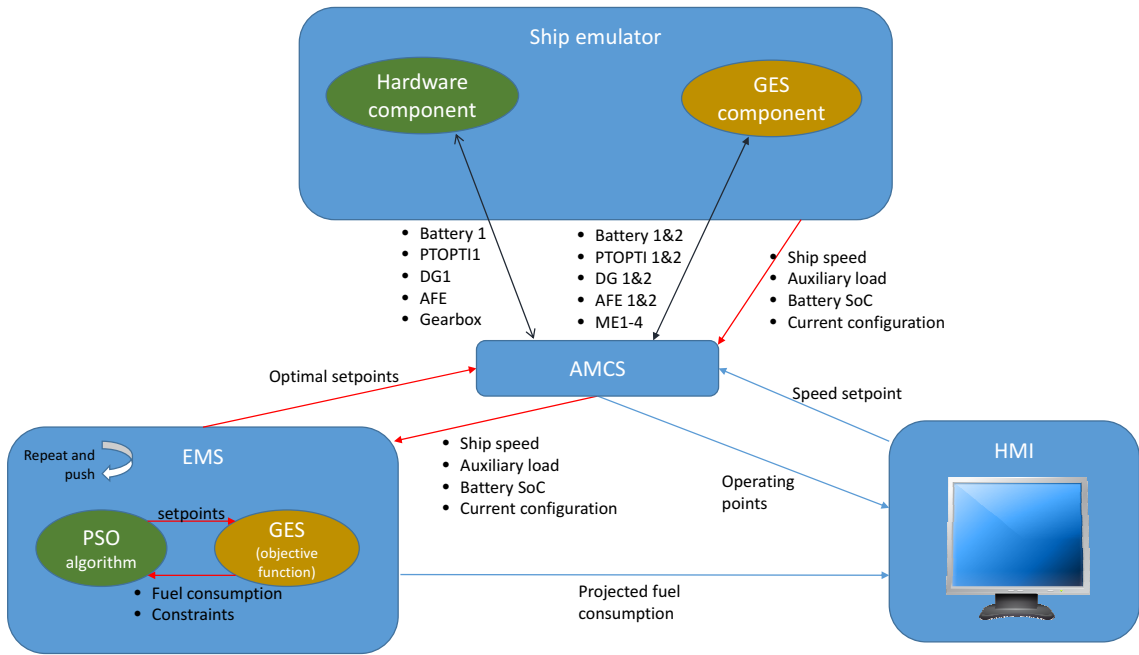 Ship emulator
Hardware
component
GES
component
• Battery 1
• PTOPTI1
• DG1
• AFE
• Gearbox
• Battery 1&2
• PTOPTI 1&2
• DG 1&2
• AFE 1&2
• ME1-4
• Ship speed
• Auxiliary load
• Battery SoC
• Current configuration
AMCS
Optimal setpoints
Speed setpoint
• Ship speed
• Auxiliary load
• Battery SoC
• Current configuration
Operating
points
Repeat and
push
EMS
setpoints
PSO
algorithm
GES
(objective
function)
• Fuel consumption
• Constraints
Projected fuel
consumption
HMI